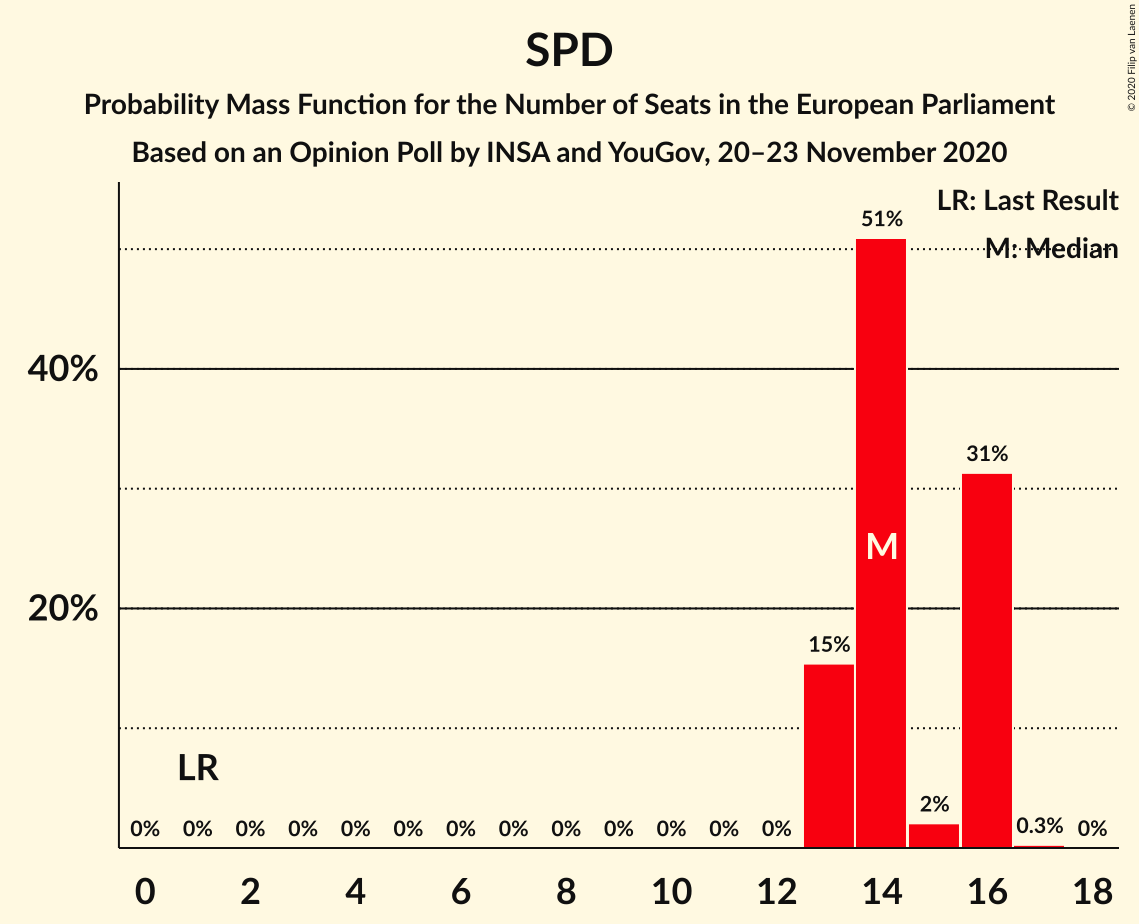 SPD
Probability Mass Function for the Number of Seats in the European Parliament
Based on an Opinion Poll by INSA and YouGov, 20–23 November 2020
© 2020 Filip van Laenen
LR: Last Result
M: Median
51%
40%
31%
M
20%
15%
LR
2%
0% 0% 0% 0% 0% 0% 0% 0% 0% 0% 0% 0% 0% 0.3% 0%
0 2 4 6 8 10 12 14 16 18